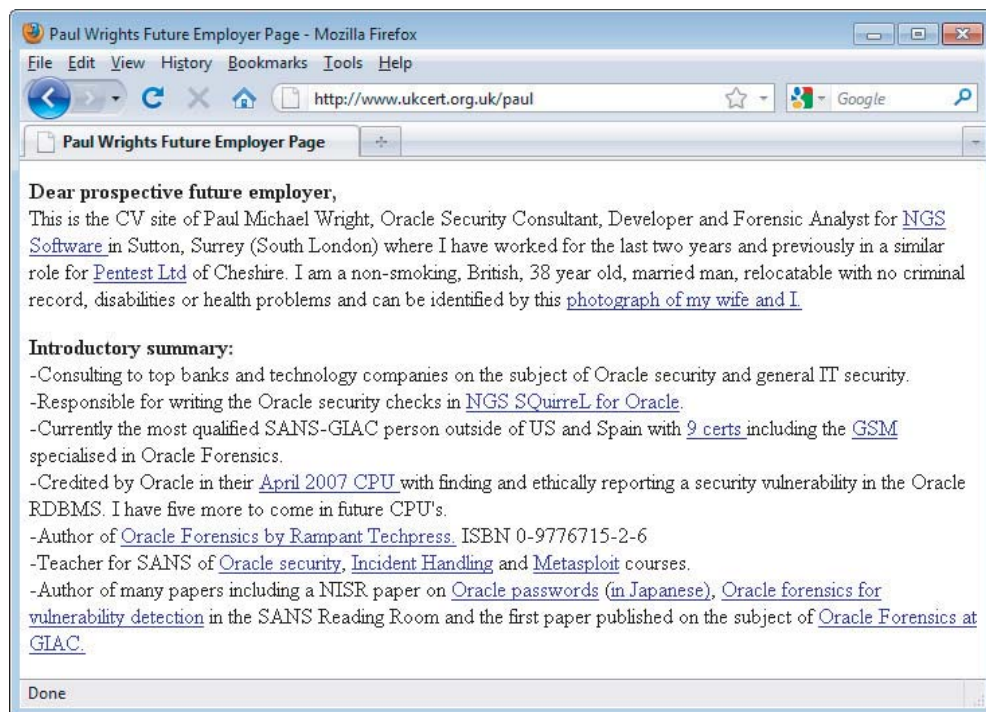 Paul Wrights Future Employer Page - Mozilla Firefox
File Edit View History Bookmarks Tools Help
http://www.ukcert.org.uk/paul
Google
Paul Wrights Future Employer Page
Dear prospective future employer,
This is the CV site of Paul Michael Wright, Oracle Security Consultant, Developer and Forensic Analyst for NGS
Software in Sutton, Surrey (South London) where I have worked for the last two years and previously in a similar
role for Pentest Ltd of Cheshire. I am a non-smoking, British, 38 year old, married man, relocatable with no criminal
record, disabilities or health problems and can be identified by this photograph of my wife and I.
Introductory summary:
-Consulting to top banks and technology companies on the subject of Oracle security and general IT security.
-Responsible for writing the Oracle security checks in NGS SQuirreL for Oracle.
-Currently the most qualified SANS-GIAC person outside of US and Spain with 9 certs including the GSM
specialised in Oracle Forensics.
-Credited by Oracle in their April 2007 CPU with finding and ethically reporting a security vulnerability in the Oracle
RDBMS. I have five more to come in future CPU's.
-Author of Oracle Forensics by Rampant Techpress. ISBN 0-9776715-2-6
-Teacher for SANS of Oracle security, Incident Handling and Metasploit courses.
-Author of many papers including a NISR paper on Oracle passwords (in Japanese), Oracle forensics for
vulnerability detection in the SANS Reading Room and the first paper published on the subject of Oracle Forensics at
GIAC.
Done